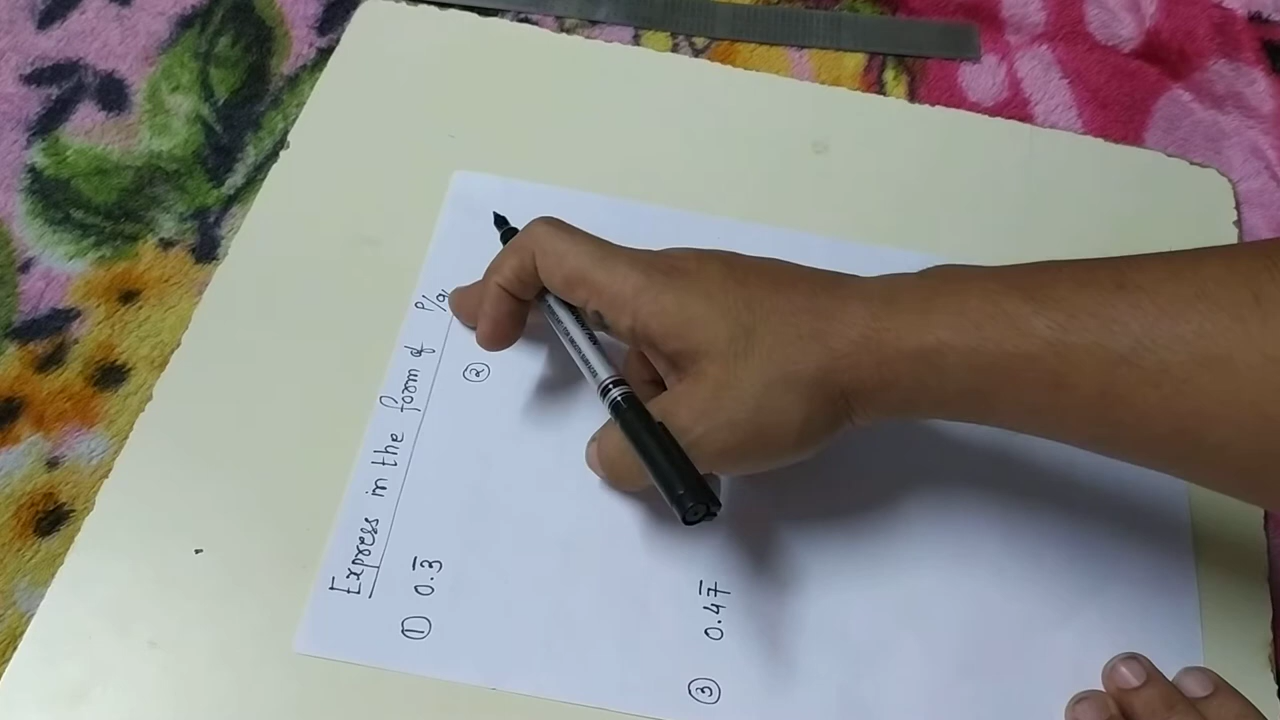 Express in the form of P/q
① 0.3̅
②
③ 0.47̅